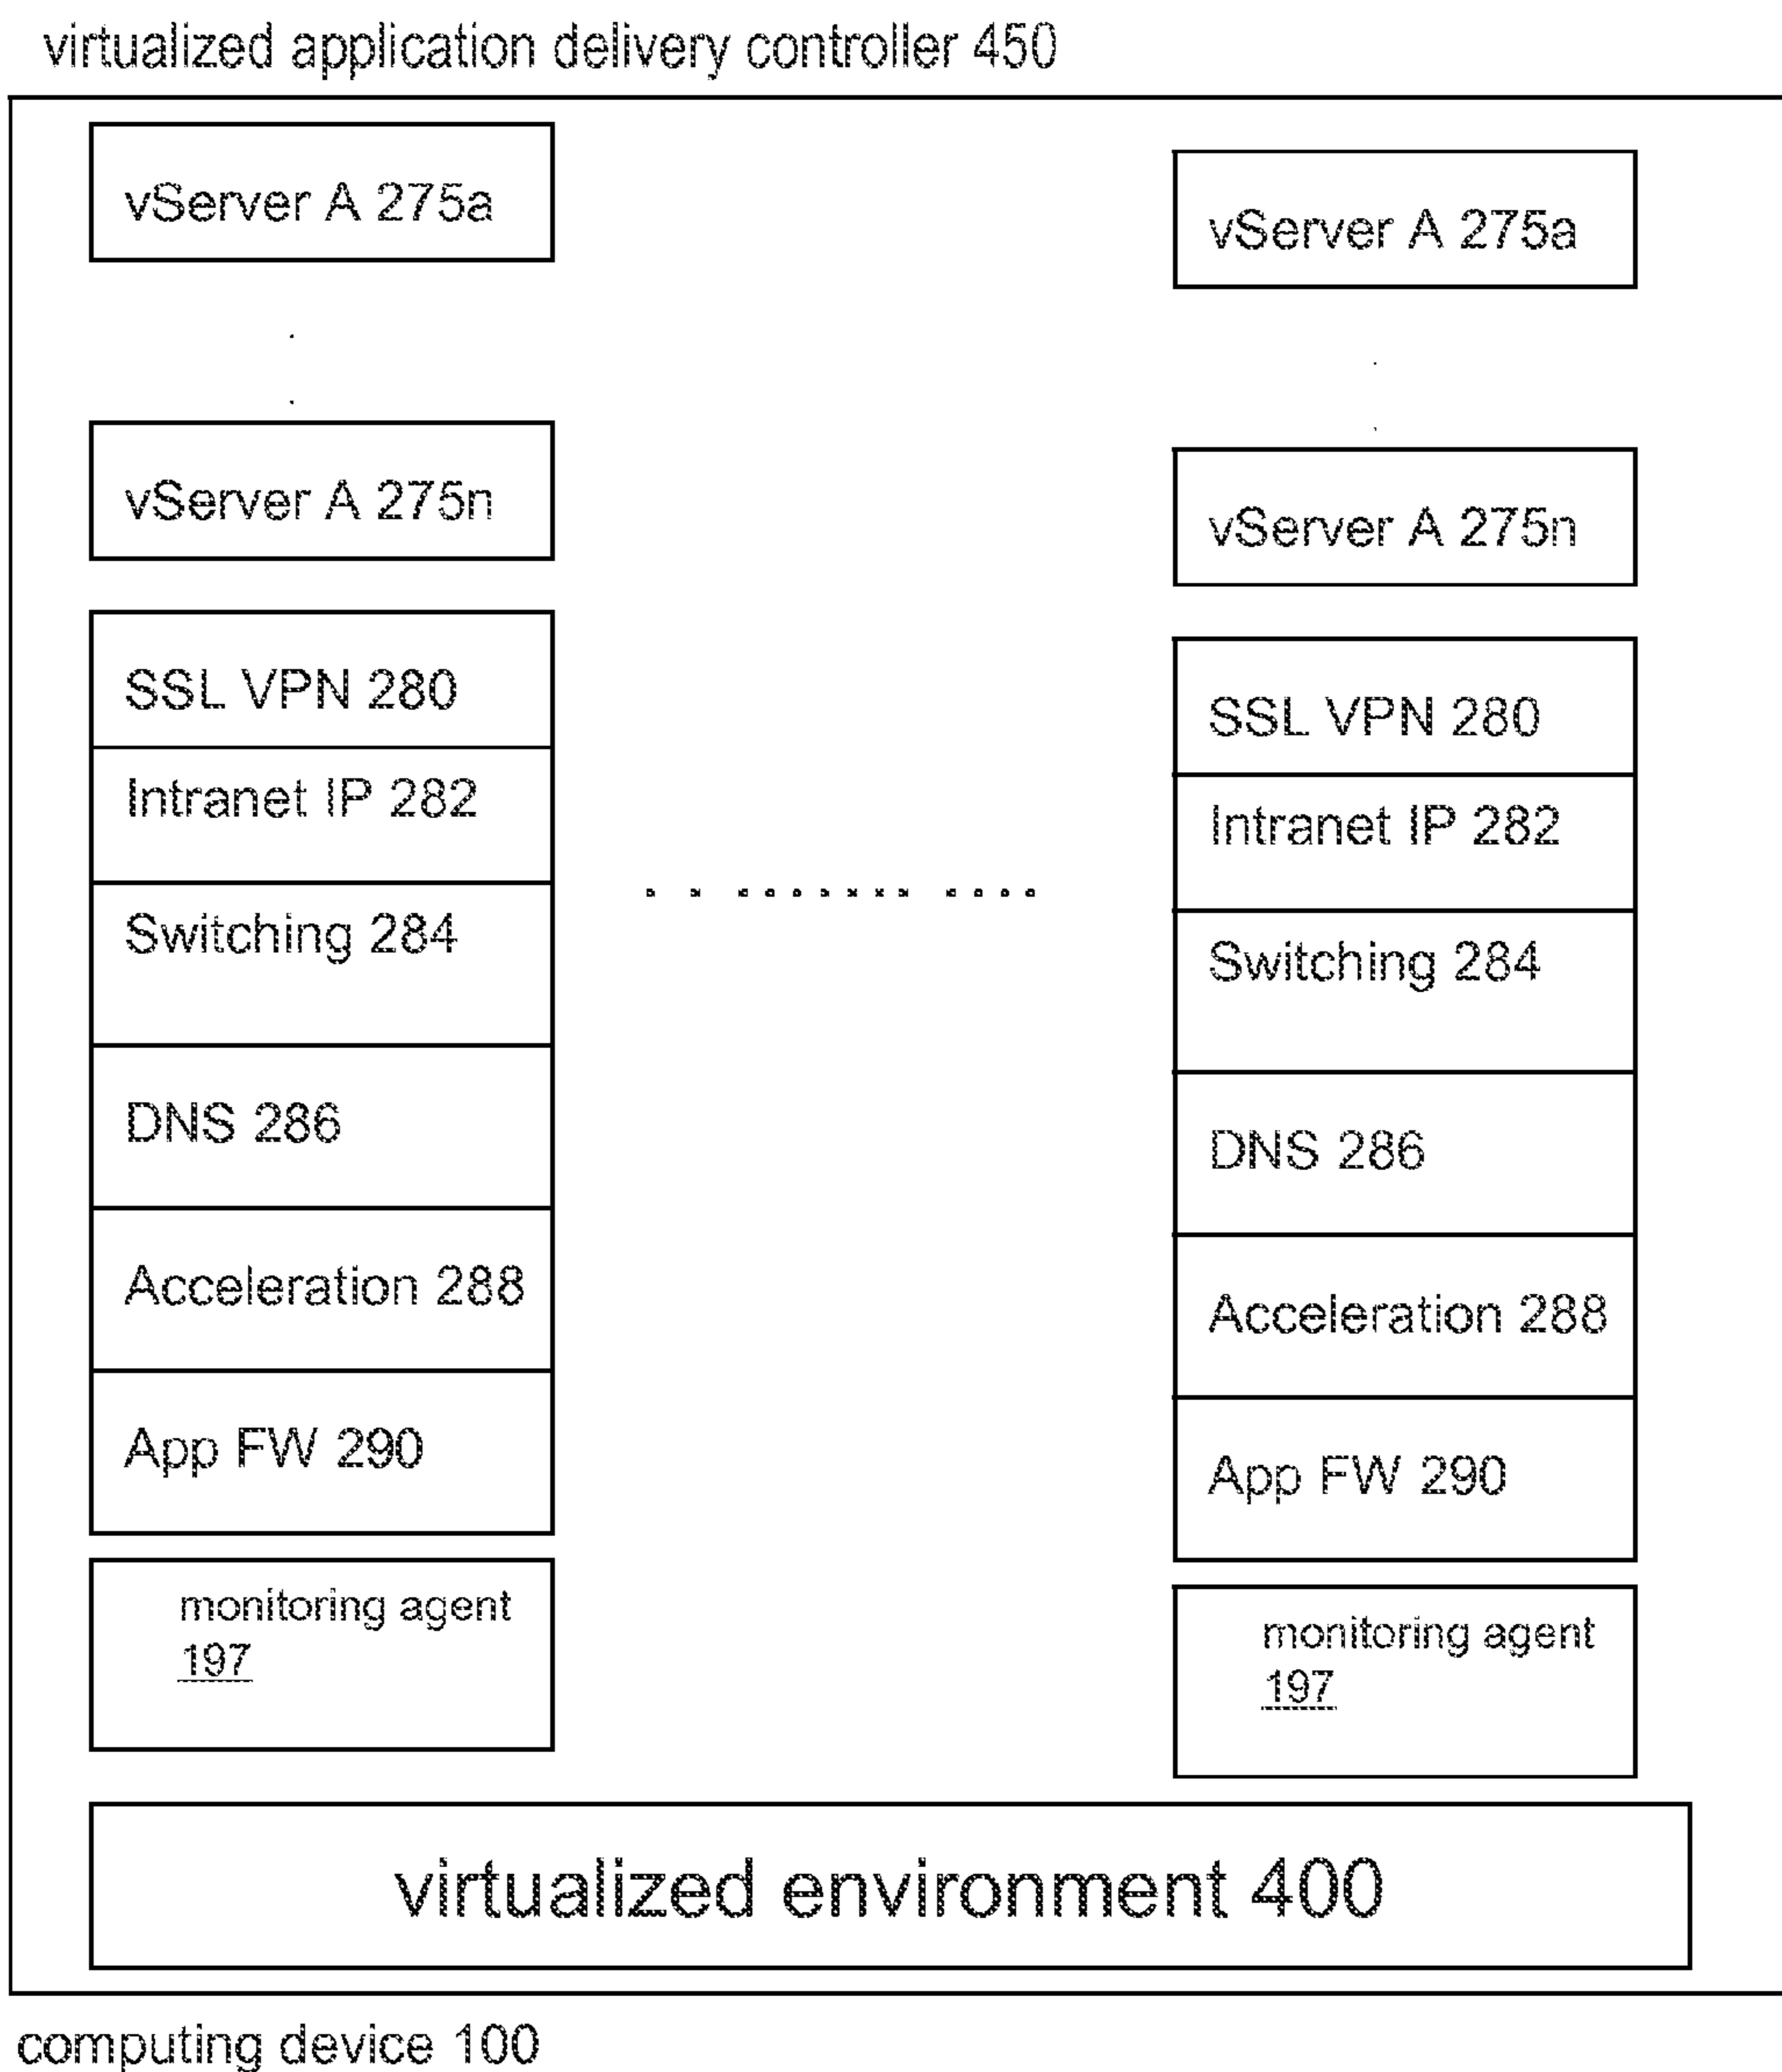 virtualized application delivery controller 450
vServer A 275a
vServer A 275n
SSL VPN 280
Intranet IP 282
Switching 284
DNS 286
Acceleration 288
App FW 290
monitoring agent
197
vServer A 275a
vServer A 275n
SSL VPN 280
Intranet IP 282
Switching 284
DNS 286
Acceleration 288
App FW 290
monitoring agent
197
virtualized environment 400
computing device 100